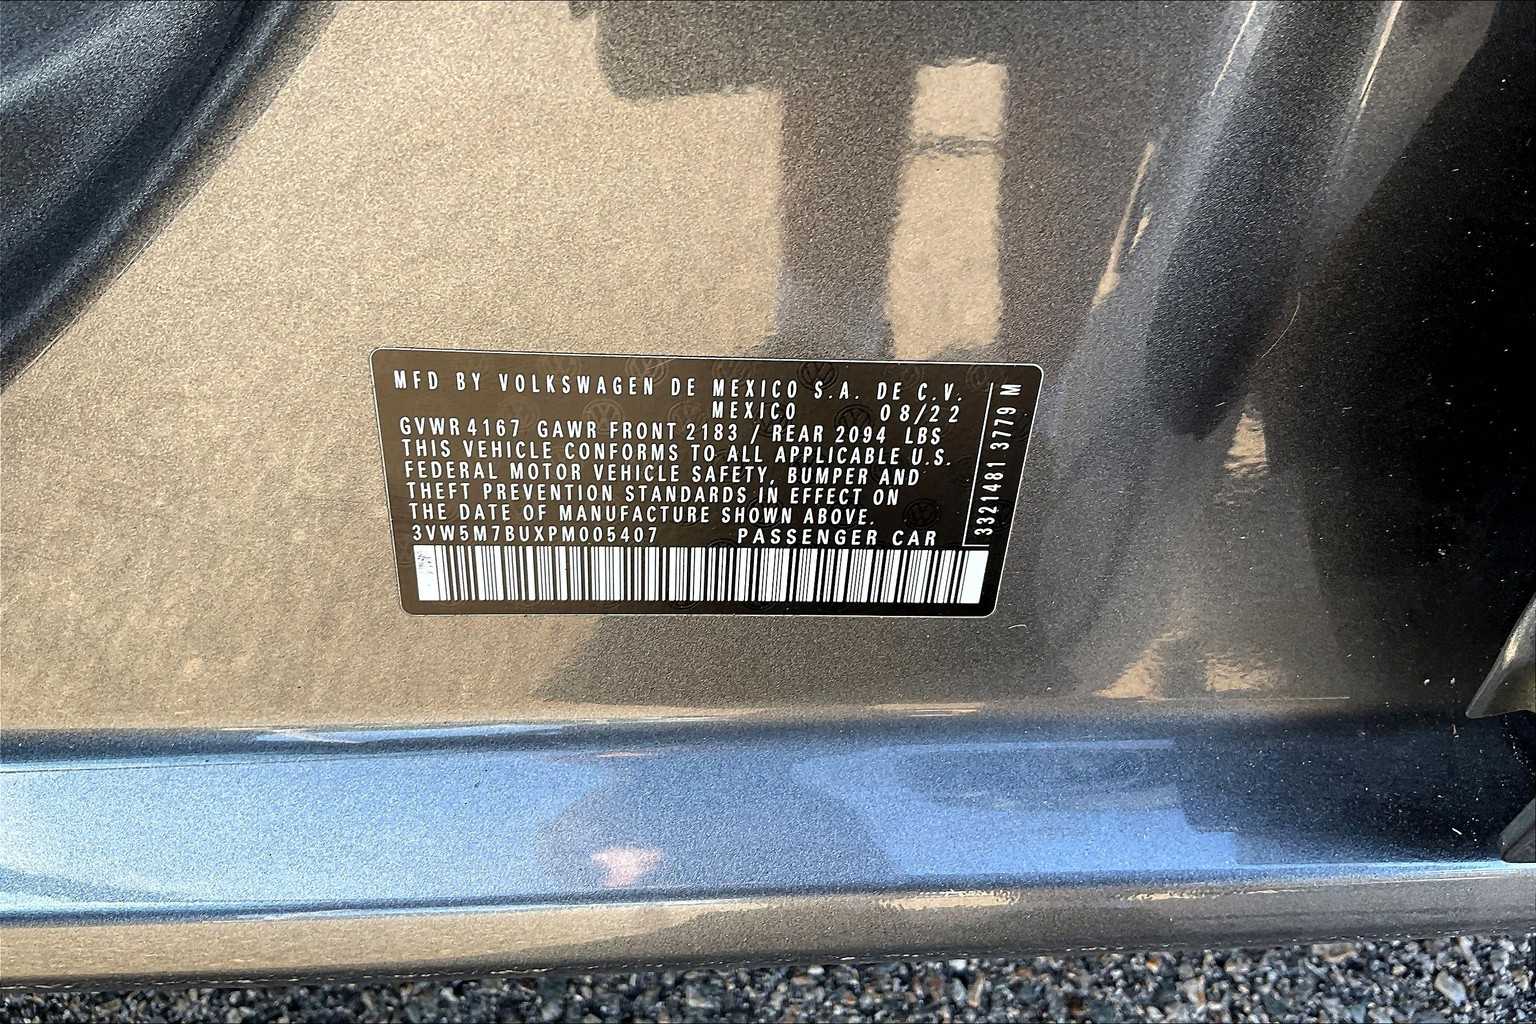 MFD BY VOLKSWAGEN DE MEXICO S.A. DE C.V.
MEXICO 08/22
GVWR 4167 GAWR FRONT 2183 / REAR 2094 LBS
THIS VEHICLE CONFORMS TO ALL APPLICABLE U.S.
FEDERAL MOTOR VEHICLE SAFETY, BUMPER AND
THEFT PREVENTION STANDARDS IN EFFECT ON
THE DATE OF MANUFACTURE SHOWN ABOVE.
3VW5M7BUXPM005407 PASSENGER CAR
3321481 3779 M